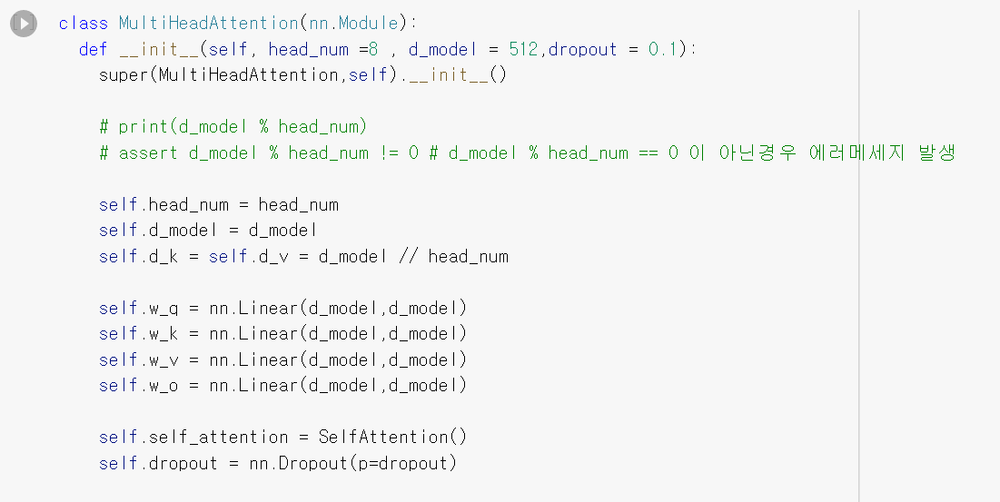 class MultiHeadAttention(nn.Module):
def __init__(self, head_num =8 , d_model = 512,dropout = 0.1):
super(MultiHeadAttention,self).__init__()
# print(d_model % head_num)
# assert d_model % head_num != 0 # d_model % head_num == 0 이 아닌경우 에러메세지 발생
self.head_num = head_num
self.d_model = d_model
self.d_k = self.d_v = d_model // head_num
self.w_q = nn.Linear(d_model,d_model)
self.w_k = nn.Linear(d_model,d_model)
self.w_v = nn.Linear(d_model,d_model)
self.w_o = nn.Linear(d_model,d_model)
self.self_attention = SelfAttention()
self.dropout = nn.Dropout(p=dropout)